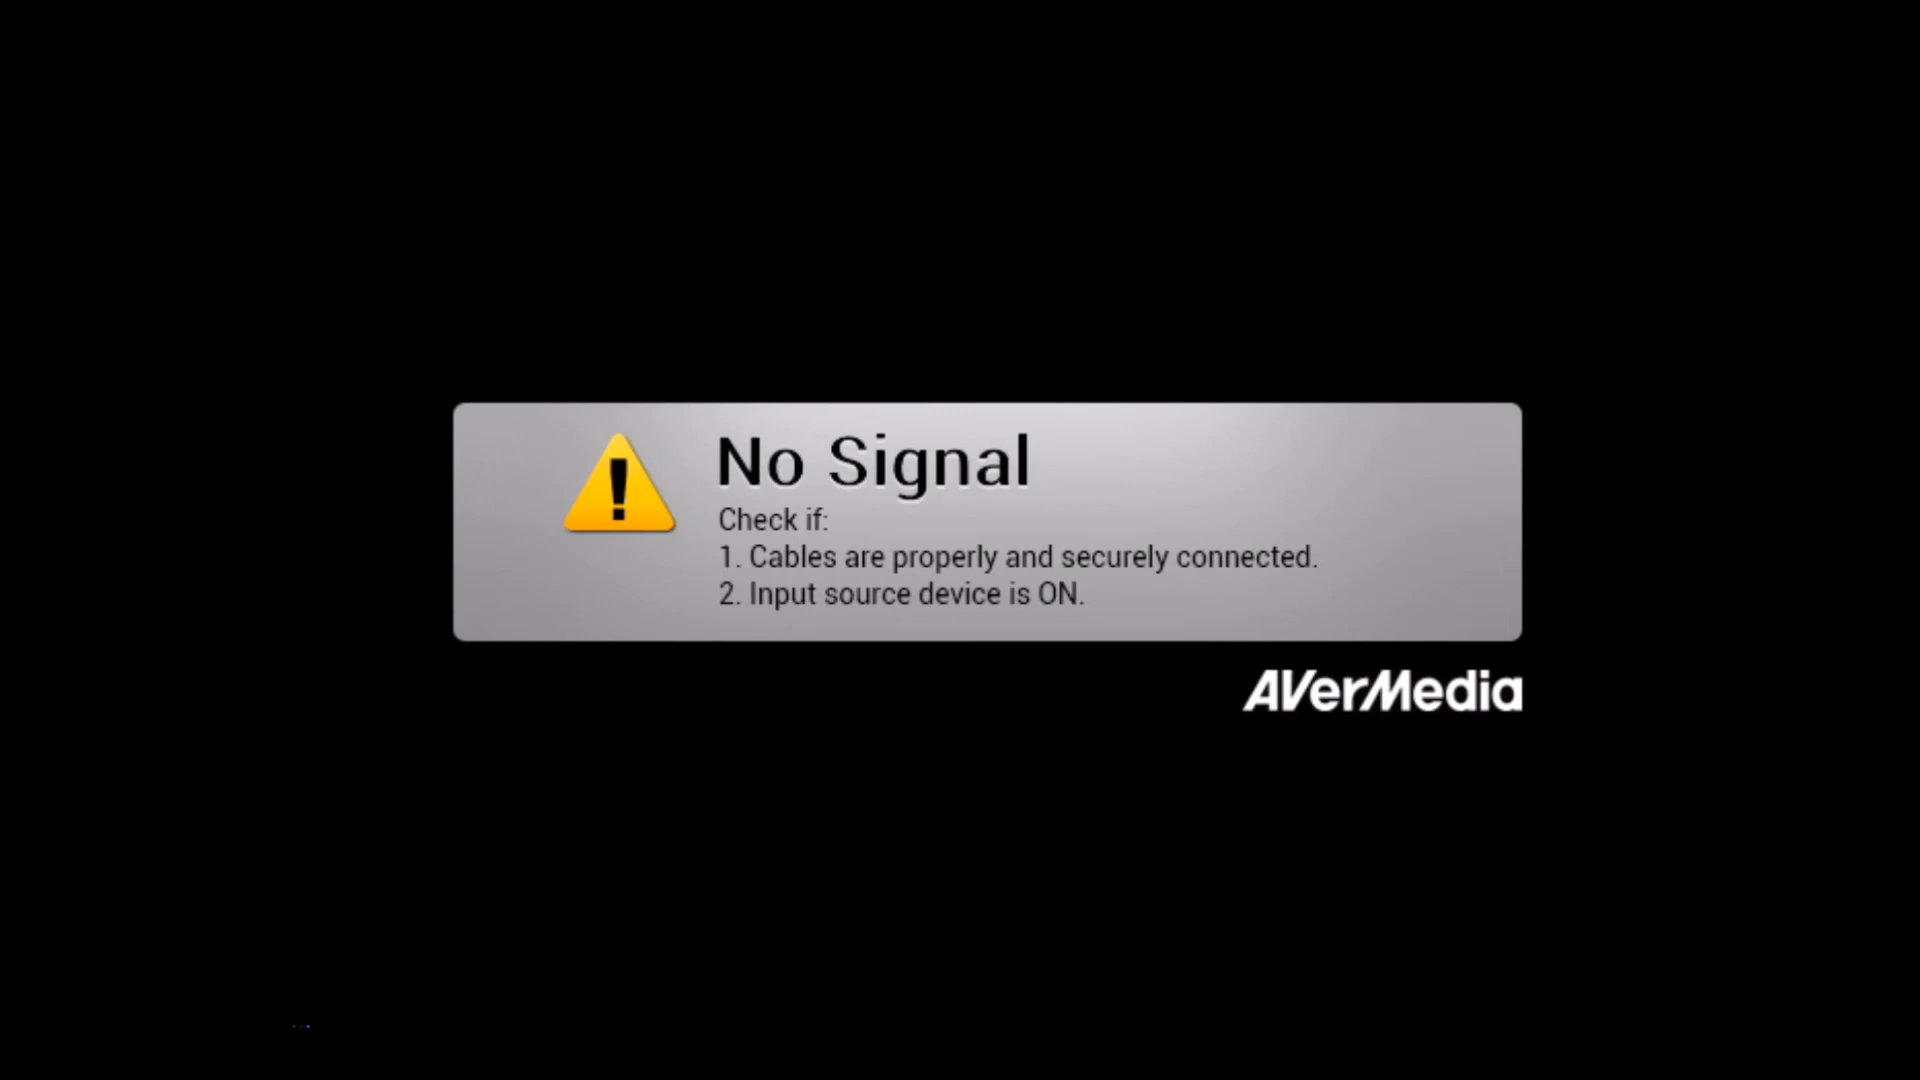 No Signal
Check if:
1. Cables are properly and securely connected.
2. Input source device is ON.
AVerMedia